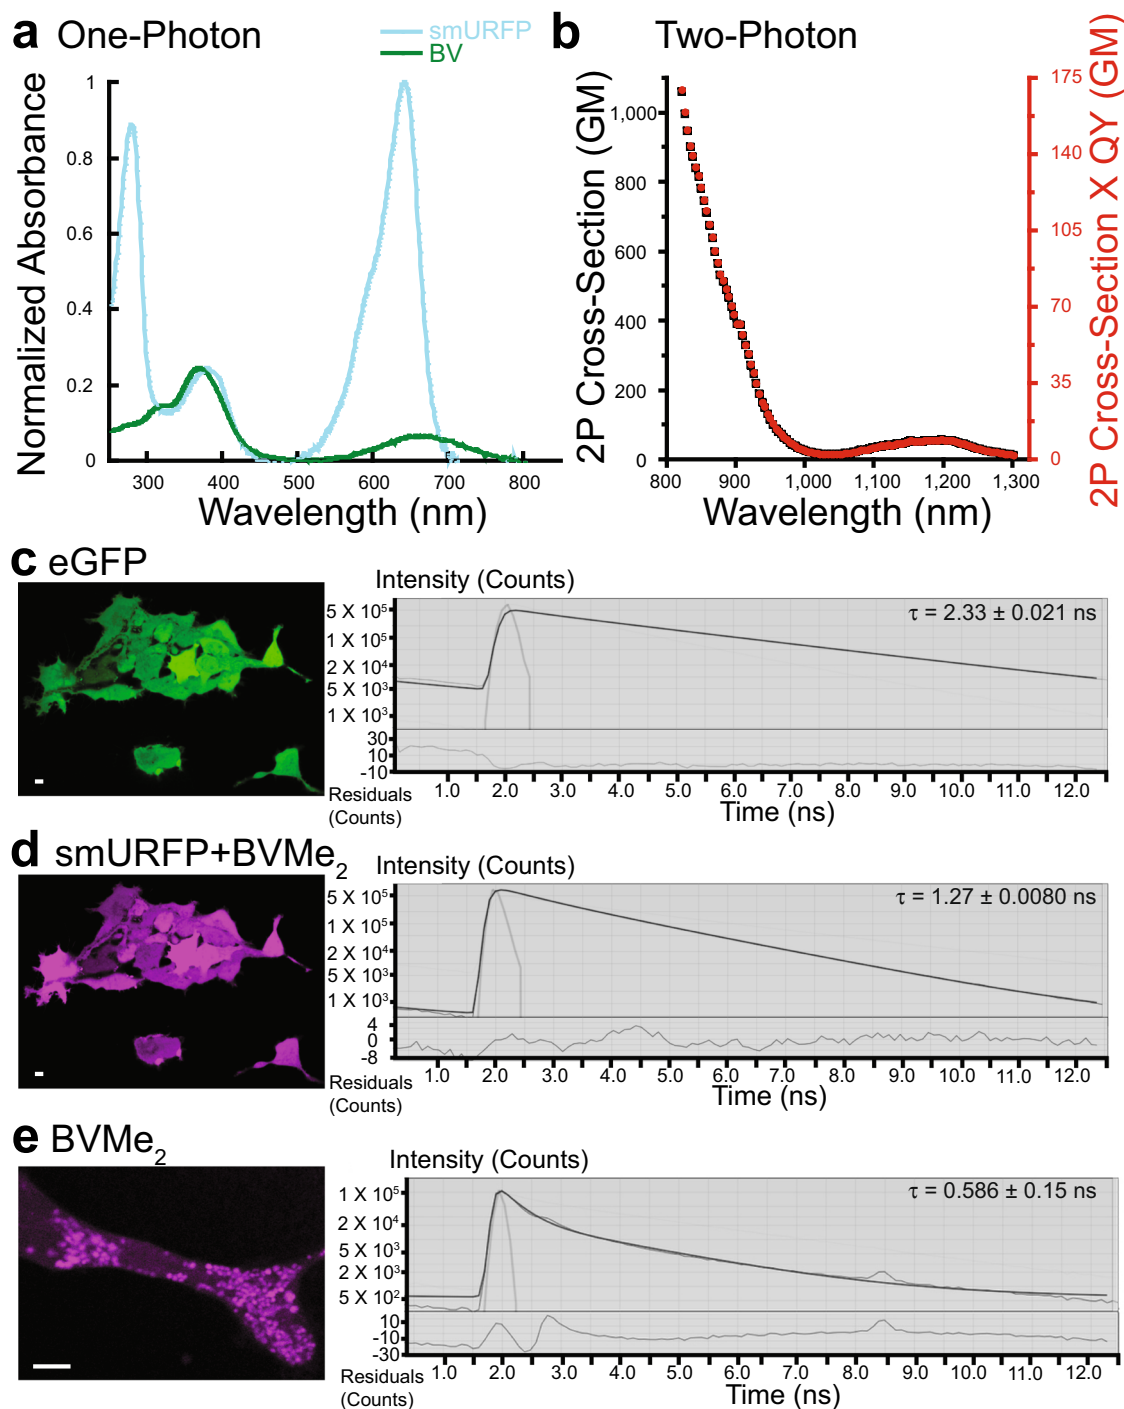 a One-Photon
smURFP
BV
Normalized Absorbance
1
0.8
0.6
0.4
0.2
0
300 400 500 600 700 800
Wavelength (nm)
b Two-Photon
2P Cross-Section (GM)
1,000
800
600
400
200
0
2P Cross-Section X QY (GM)
175
140
105
70
35
0
800 900 1,000 1,100 1,200 1,300
Wavelength (nm)
c eGFP
Intensity (Counts)
τ = 2.33 ± 0.021 ns
5 X 10⁵
1 X 10⁵
2 X 10⁴
5 X 10³
1 X 10³
30
10
-10
Residuals
(Counts)
1.0 2.0 3.0 4.0 5.0 6.0 7.0 8.0 9.0 10.0 11.0 12.0
Time (ns)
d smURFP+BVMe₂
Intensity (Counts)
τ = 1.27 ± 0.0080 ns
5 X 10⁵
1 X 10⁵
2 X 10⁴
5 X 10³
1 X 10³
4
0
-8
Residuals
(Counts)
1.0 2.0 3.0 4.0 5.0 6.0 7.0 8.0 9.0 10.0 11.0 12.0
Time (ns)
e BVMe₂
Intensity (Counts)
τ = 0.586 ± 0.15 ns
1 X 10⁵
2 X 10⁴
5 X 10³
2 X 10³
5 X 10²
10
-10
-30
Residuals
(Counts)
1.0 2.0 3.0 4.0 5.0 6.0 7.0 8.0 9.0 10.0 11.0 12.0
Time (ns)